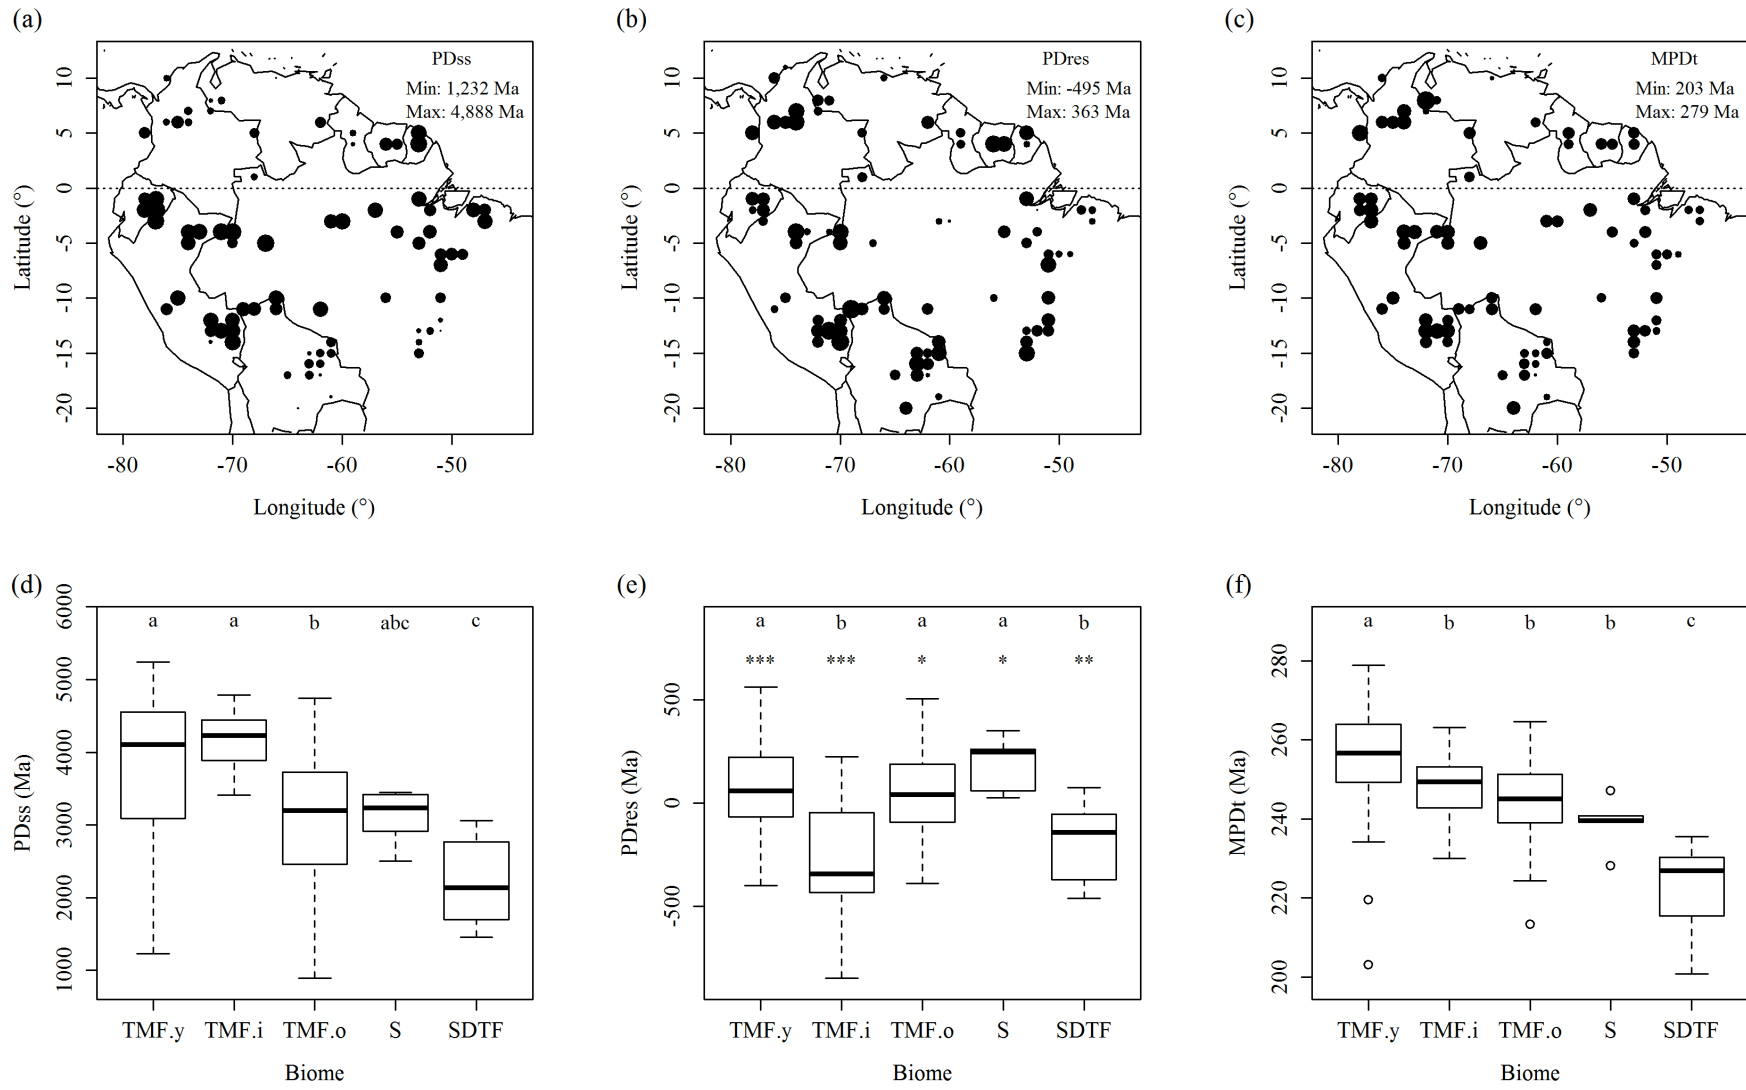 (a)
PDss
Min: 1,232 Ma
Max: 4,888 Ma
10
5
0
-5
-10
-15
-20
Latitude (°)
-80 -70 -60 -50
Longitude (°)
(b)
PDres
Min: -495 Ma
Max: 363 Ma
10
5
0
-5
-10
-15
-20
Latitude (°)
-80 -70 -60 -50
Longitude (°)
(c)
MPDt
Min: 203 Ma
Max: 279 Ma
10
5
0
-5
-10
-15
-20
Latitude (°)
-80 -70 -60 -50
Longitude (°)
(d)
a a b abc c
6000
5000
4000
3000
2000
1000
PDss (Ma)
TMF.y TMF.i TMF.o S SDTF
Biome
(e)
a b a a b
*** *** * * **
500
0
-500
PDres (Ma)
TMF.y TMF.i TMF.o S SDTF
Biome
(f)
a b b b c
280
260
240
220
200
MPDt (Ma)
TMF.y TMF.i TMF.o S SDTF
Biome